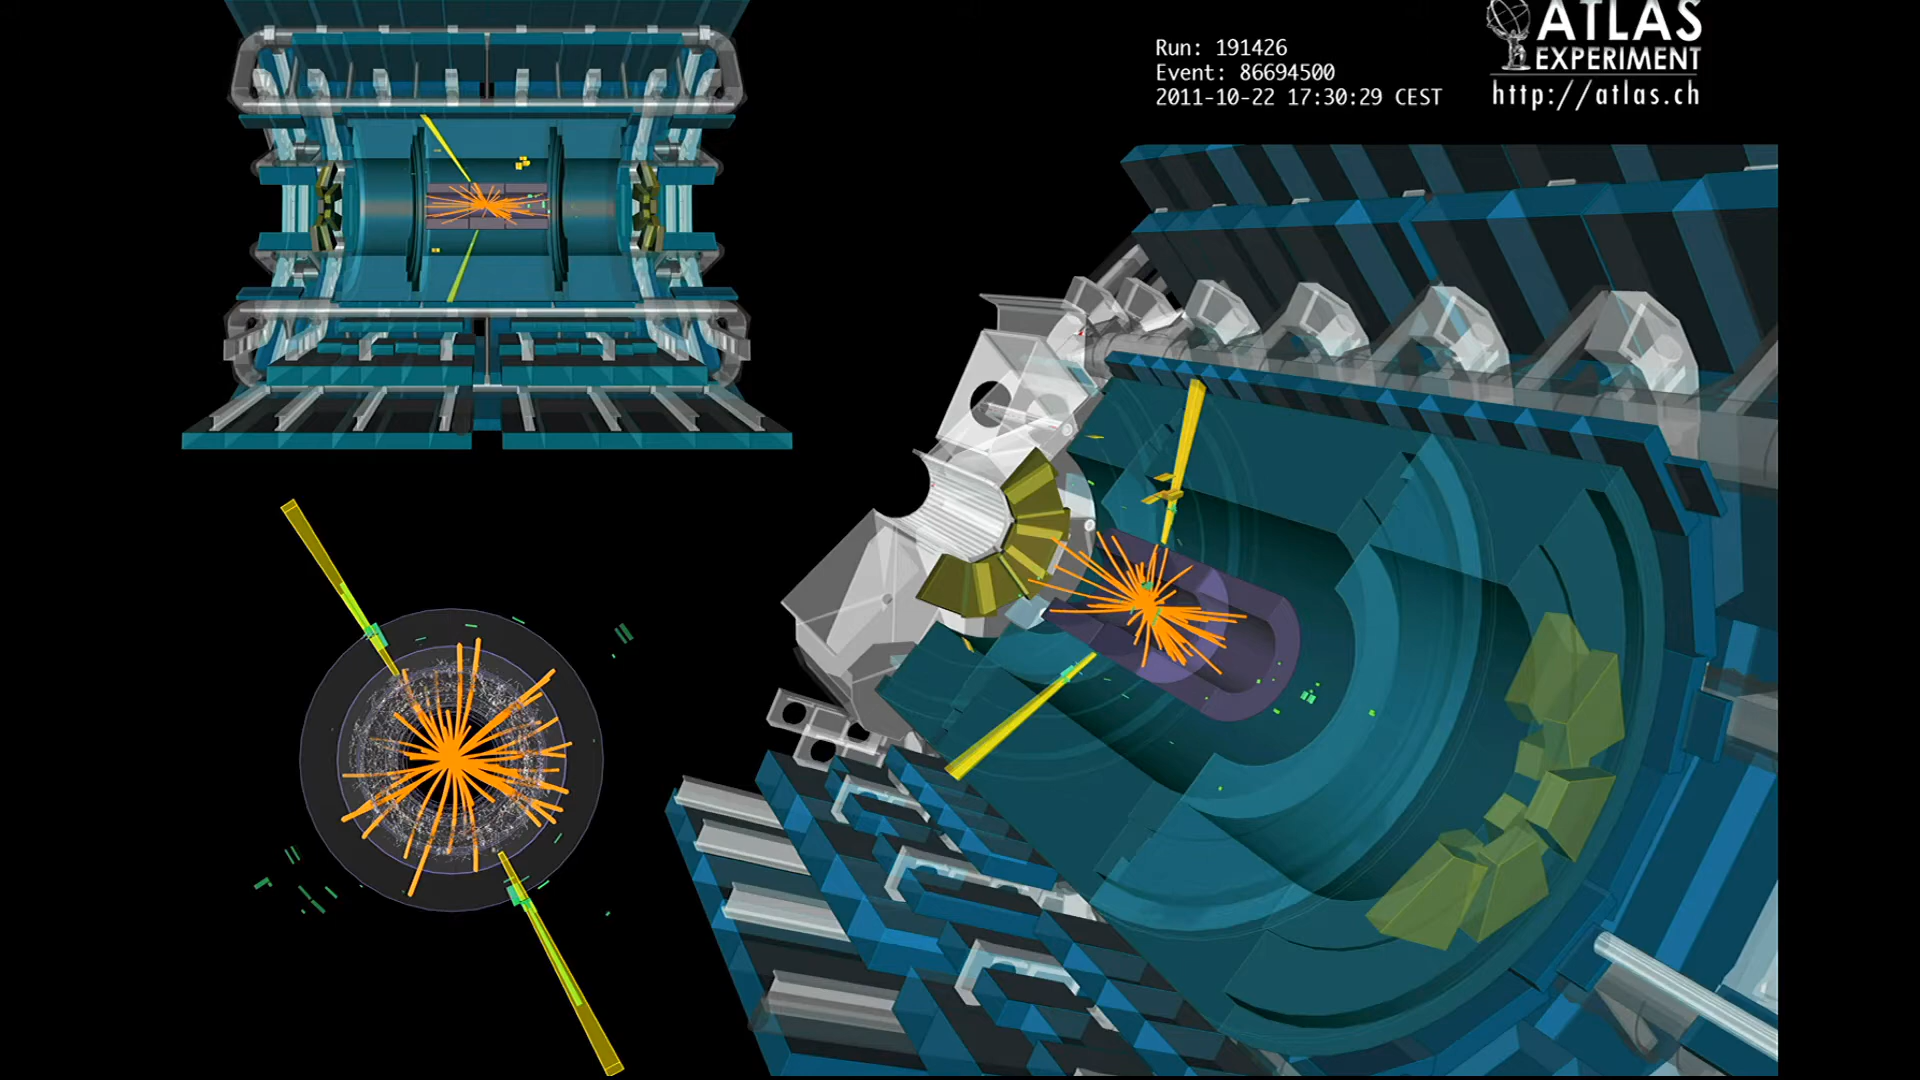 Run: 191426
Event: 86694500
2011-10-22 17:30:29 CEST
ATLAS
EXPERIMENT
http://atlas.ch